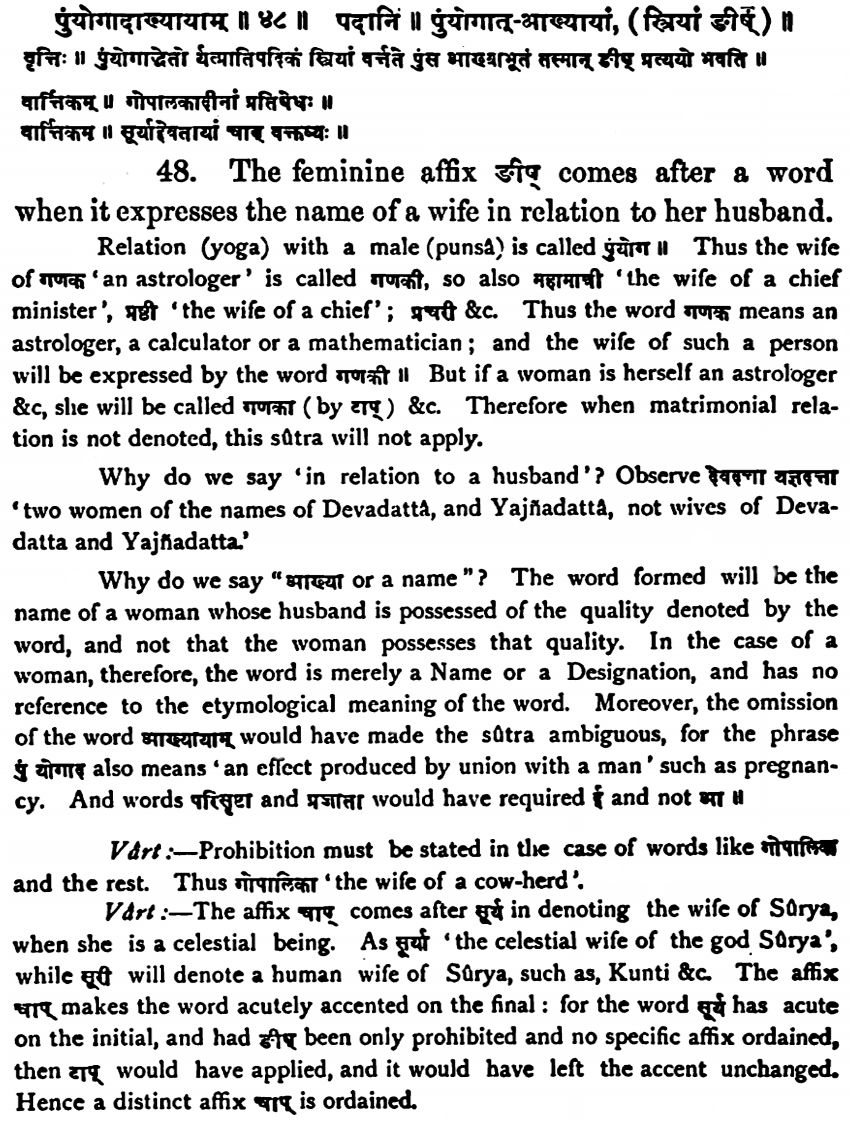 पुंयोगादाख्यायाम् ॥ ४८ ॥ पदानि ॥ पुंयोगात्-आख्यायां, (स्त्रियां ङीष्) ॥
वृत्तिः ॥ पुंयोगाद्धेतो र्यत्प्रातिपदिकं स्त्रियां वर्त्तते पुंस आख्याभूतं तस्मान् ङीष् प्रत्ययो भवति ॥
वार्त्तिकम् ॥ गोपालकादीनां प्रतिषेधः ॥
वार्त्तिकम ॥ सूर्यादेवतायां चाब् वक्तव्यः ॥
48. The feminine affix ङीष् comes after a word
when it expresses the name of a wife in relation to her husband.
Relation (yoga) with a male (punsâ) is called पुंयोग ॥ Thus the wife
of गणक ‘an astrologer’ is called गणकी, so also महामात्री ‘the wife of a chief
minister’, प्रष्ठी ‘the wife of a chief’; प्रचरी &c. Thus the word गणक means an
astrologer, a calculator or a mathematician; and the wife of such a person
will be expressed by the word गणकी ॥ But if a woman is herself an astrologer
&c, she will be called गणका (by टाप्) &c. Therefore when matrimonial rela-
tion is not denoted, this sûtra will not apply.
Why do we say ‘in relation to a husband’? Observe देवदत्ता यज्ञदत्ता
‘two women of the names of Devadattâ, and Yajñadattâ, not wives of Deva-
datta and Yajñadatta.’
Why do we say “आख्या or a name”? The word formed will be the
name of a woman whose husband is possessed of the quality denoted by the
word, and not that the woman possesses that quality. In the case of a
woman, therefore, the word is merely a Name or a Designation, and has no
reference to the etymological meaning of the word. Moreover, the omission
of the word आख्यायाम् would have made the sûtra ambiguous, for the phrase
पुं योगात् also means ‘an effect produced by union with a man’ such as pregnan-
cy. And words परिसृष्टा and प्रजाता would have required ई and not आ ॥
Vârt :—Prohibition must be stated in the case of words like गोपालिका
and the rest. Thus गोपालिका ‘the wife of a cow-herd’.
Vârt :—The affix चाप् comes after सूर्य in denoting the wife of Sûrya,
when she is a celestial being. As सूर्या ‘the celestial wife of the god Sûrya’,
while सूरी will denote a human wife of Sûrya, such as, Kunti &c. The affix
चाप् makes the word acutely accented on the final: for the word सूर्य has acute
on the initial, and had ङीष् been only prohibited and no specific affix ordained,
then टाप् would have applied, and it would have left the accent unchanged.
Hence a distinct affix चाप् is ordained.